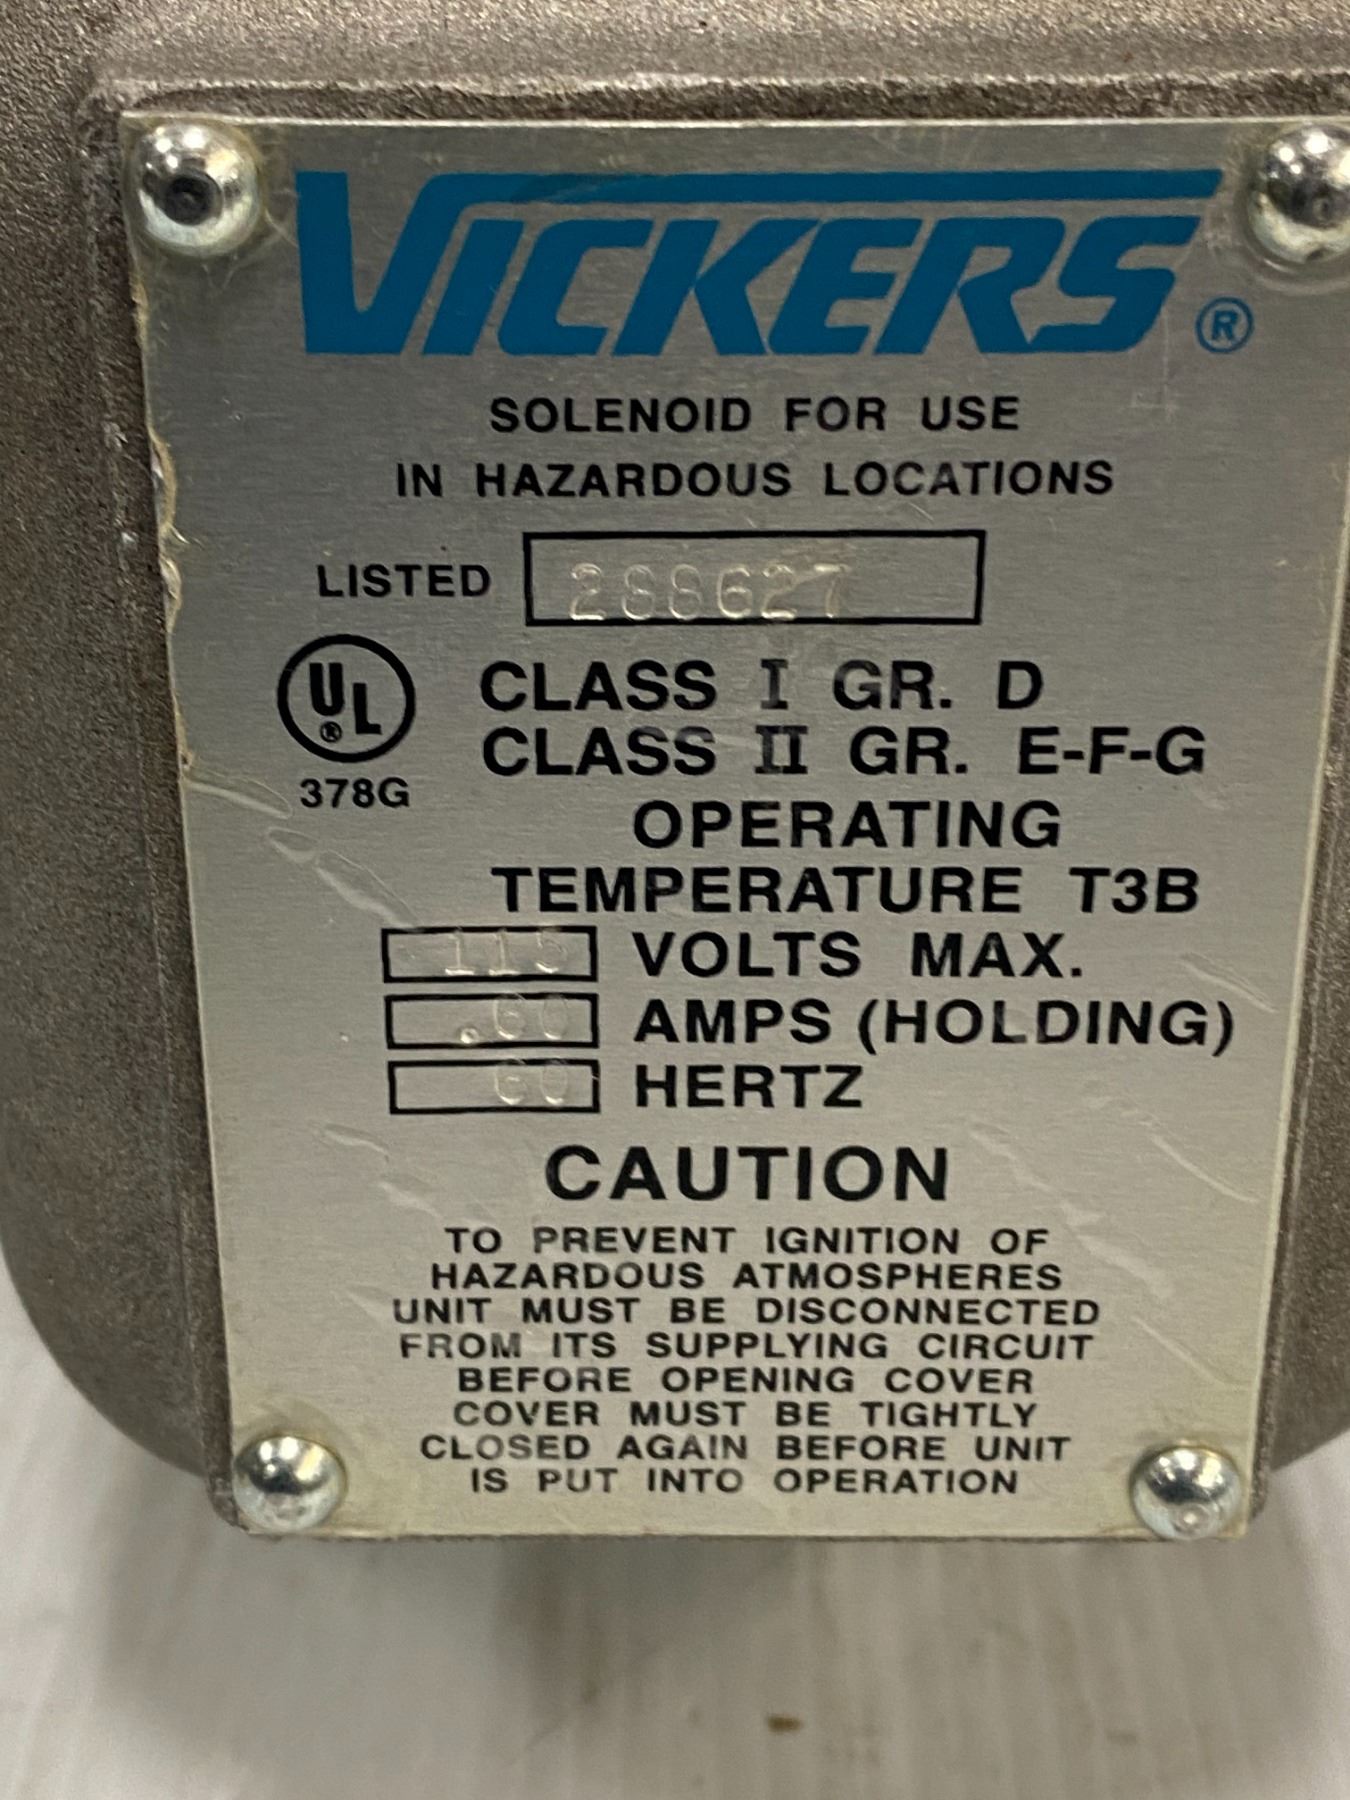 VICKERS®
SOLENOID FOR USE
IN HAZARDOUS LOCATIONS
LISTED 288627
UL® CLASS I GR. D
378G CLASS II GR. E-F-G
OPERATING
TEMPERATURE T3B
115 VOLTS MAX.
.60 AMPS (HOLDING)
60 HERTZ
CAUTION
TO PREVENT IGNITION OF
HAZARDOUS ATMOSPHERES
UNIT MUST BE DISCONNECTED
FROM ITS SUPPLYING CIRCUIT
BEFORE OPENING COVER
COVER MUST BE TIGHTLY
CLOSED AGAIN BEFORE UNIT
IS PUT INTO OPERATION